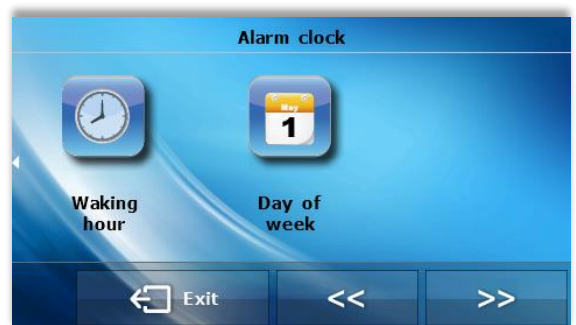 Alarm clock
May
1
Waking
hour
Day of
week
Exit
<<
>>